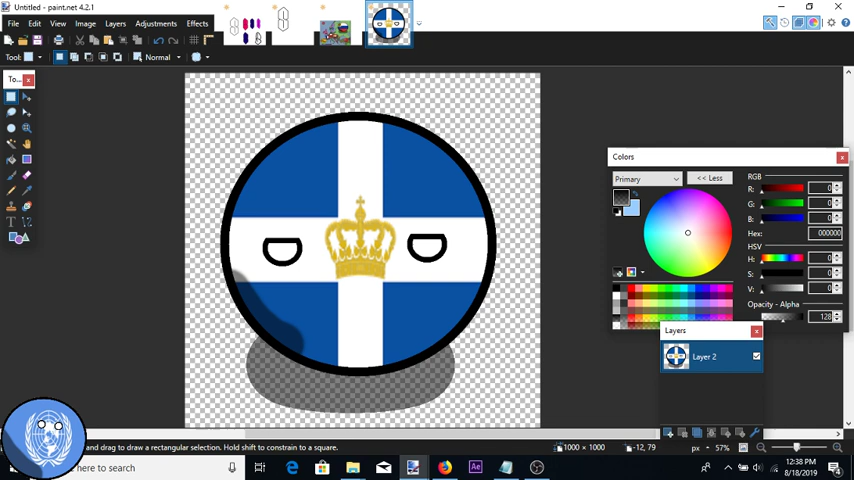 Untitled - paint.net 4.2.1
File Edit View Image Layers Adjustments Effects
Tool:
Normal
To...
Colors
Primary
<< Less
RGB
R: 0
G: 0
B: 0
Hex: 000000
HSV
H: 0
S: 0
V: 0
Opacity - Alpha
128
Layers
Layer 2
and drag to draw a rectangular selection. Hold shift to constrain to a square.
1000 × 1000
-12, 79
px
57%
here to search
Ae
12:38 PM
8/18/2019
4